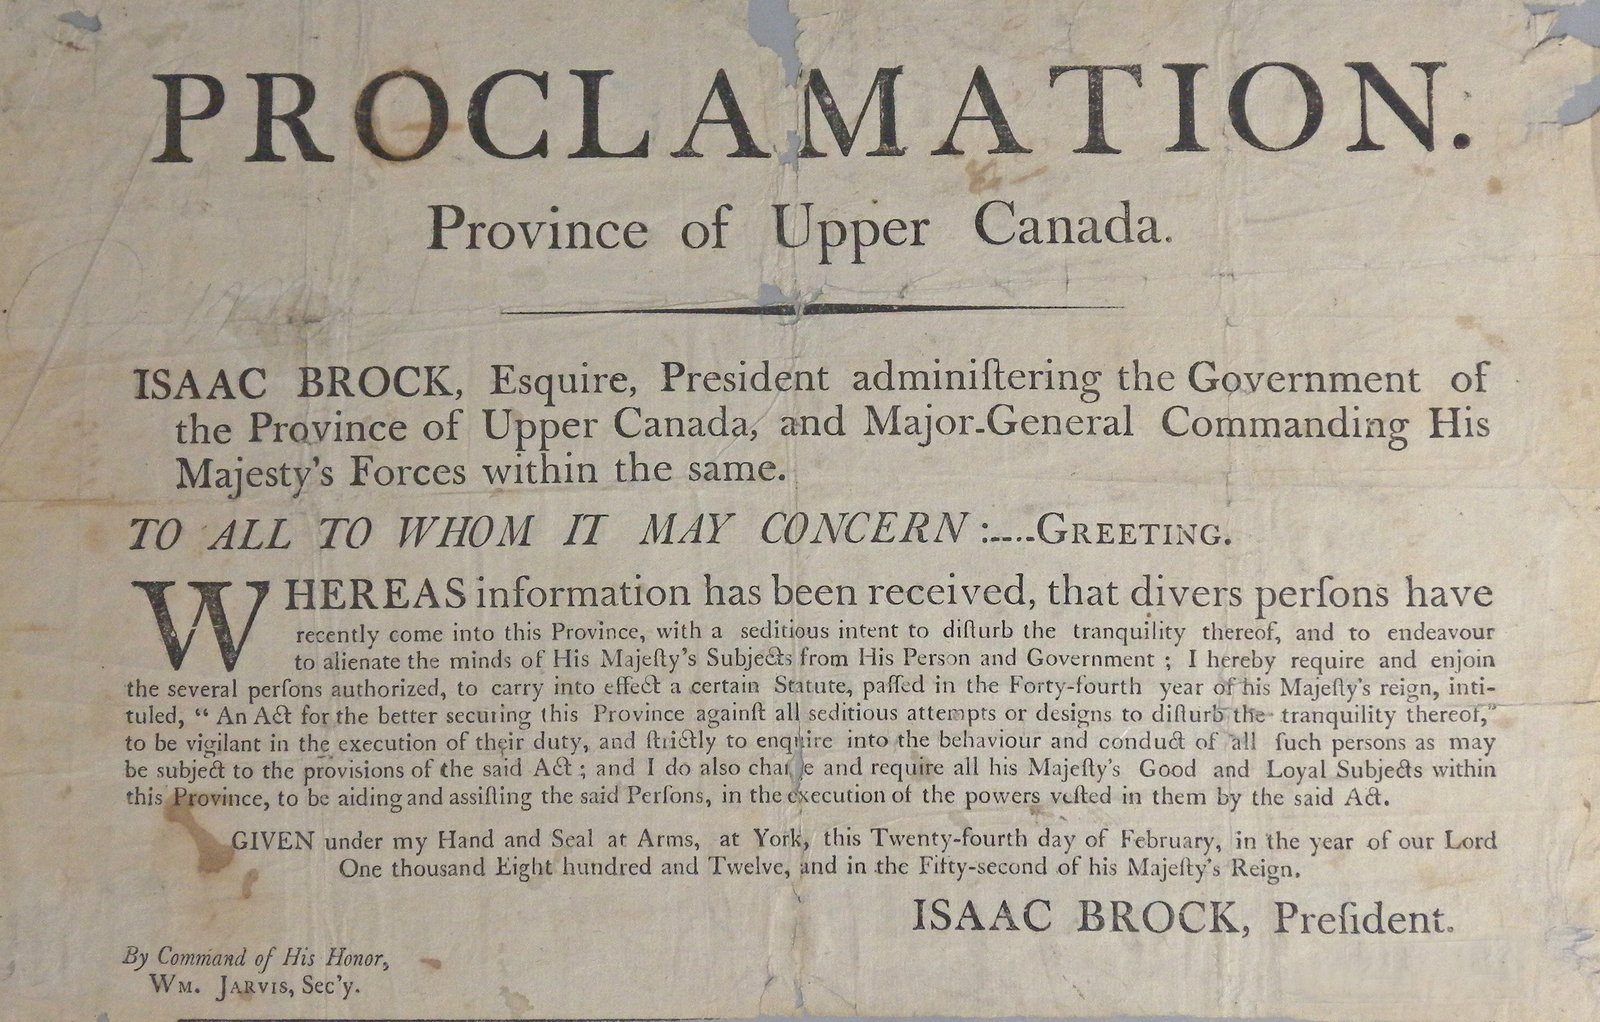 PROCLAMATION.
Province of Upper Canada.
ISAAC BROCK, Esquire, President adminiſtering the Government of
the Province of Upper Canada, and Major-General Commanding His
Majesty's Forces within the same.
TO ALL TO WHOM IT MAY CONCERN :....GREETING.
WHEREAS information has been received, that divers perſons have
recently come into this Province, with a seditious intent to diſturb the tranquility thereof, and to endeavour
to alienate the minds of His Majeſty's Subjects from His Person and Government ; I hereby require and enjoin
the several perſons authorized, to carry into effect a certain Statute, paſſed in the Forty-fourth year of his Majeſty's reign, inti-
tuled, “ An Act for the better securing this Province againſt all seditious attempts or designs to diſturb the tranquility thereof,”
to be vigilant in the execution of their duty, and ſtrictly to enquire into the behaviour and conduct of all ſuch persons as may
be subject to the provisions of the said Act ; and I do also charge and require all his Majeſty's Good and Loyal Subjects within
this Province, to be aiding and assiſting the said Perſons, in the execution of the powers veſted in them by the said Act.
GIVEN under my Hand and Seal at Arms, at York, this Twenty-fourth day of February, in the year of our Lord
One thousand Eight hundred and Twelve, and in the Fifty-second of his Majeſty's Reign.
ISAAC BROCK, Preſident.
By Command of His Honor,
WM. JARVIS, Sec'y.